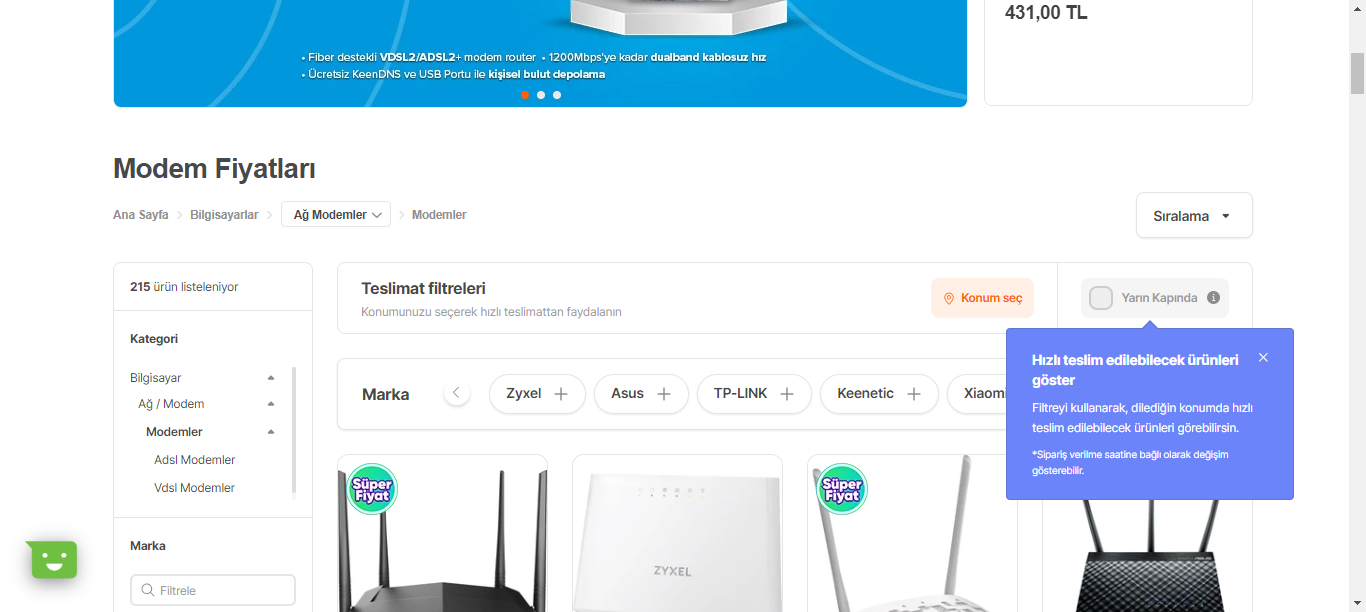 431,00 TL
• Fiber destekli VDSL2/ADSL2+ modem router • 1200Mbps'ye kadar dualband kablosuz hız
• Ücretsiz KeenDNS ve USB Portu ile kişisel bulut depolama
Modem Fiyatları
Ana Sayfa > Bilgisayarlar > Ağ Modemler > Modemler
Sıralama
215 ürün listeleniyor
Kategori
Bilgisayar
Ağ / Modem
Modemler
Adsl Modemler
Vdsl Modemler
Marka
Filtrele
Teslimat filtreleri
Konumunuzu seçerek hızlı teslimattan faydalanın
Konum seç
Yarın Kapında
Hızlı teslim edilebilecek ürünleri
göster
Filtreyi kullanarak, dilediğin konumda hızlı
teslim edilebilecek ürünleri görebilirsin.
*Sipariş verilme saatine bağlı olarak değişim
gösterebilir.
Marka
Zyxel
Asus
TP-LINK
Keenetic
Xiaomi
Süper
Fiyat
ZYXEL
Süper
Fiyat